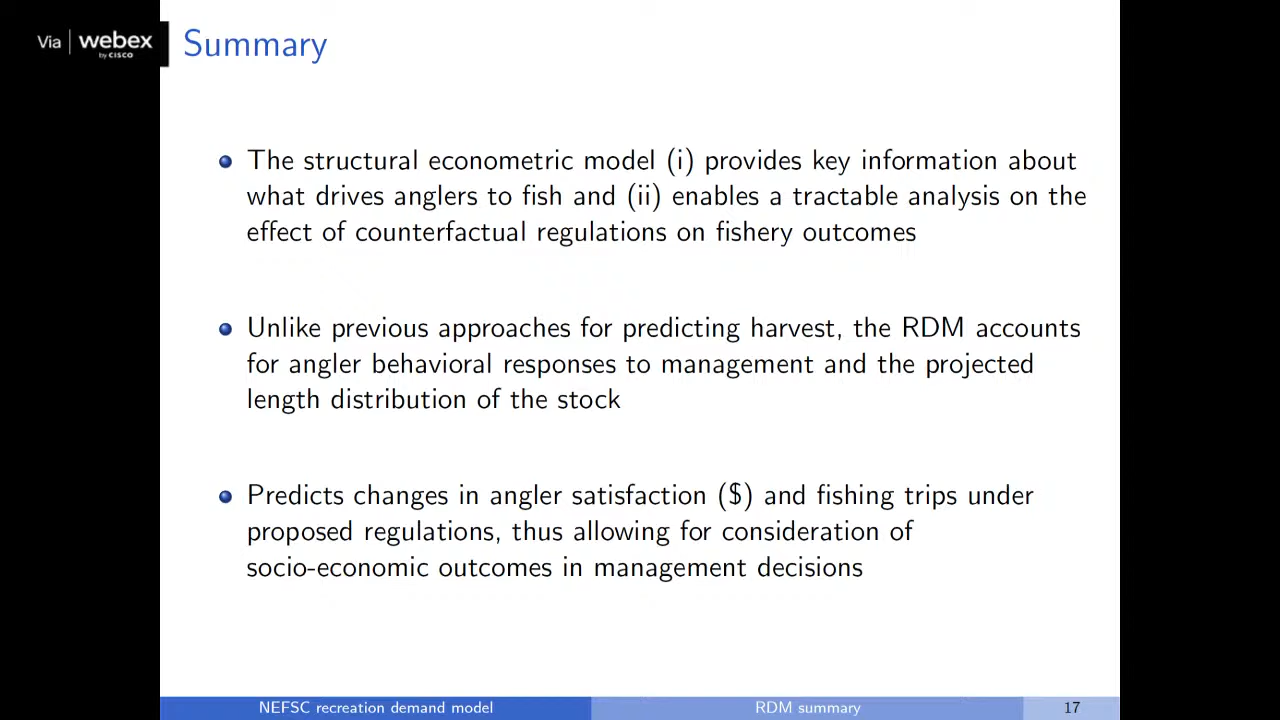 Via | webex
by CISCO
Summary
The structural econometric model (i) provides key information about
what drives anglers to fish and (ii) enables a tractable analysis on the
effect of counterfactual regulations on fishery outcomes
Unlike previous approaches for predicting harvest, the RDM accounts
for angler behavioral responses to management and the projected
length distribution of the stock
Predicts changes in angler satisfaction ($) and fishing trips under
proposed regulations, thus allowing for consideration of
socio-economic outcomes in management decisions
NEFSC recreation demand model
RDM summary
17